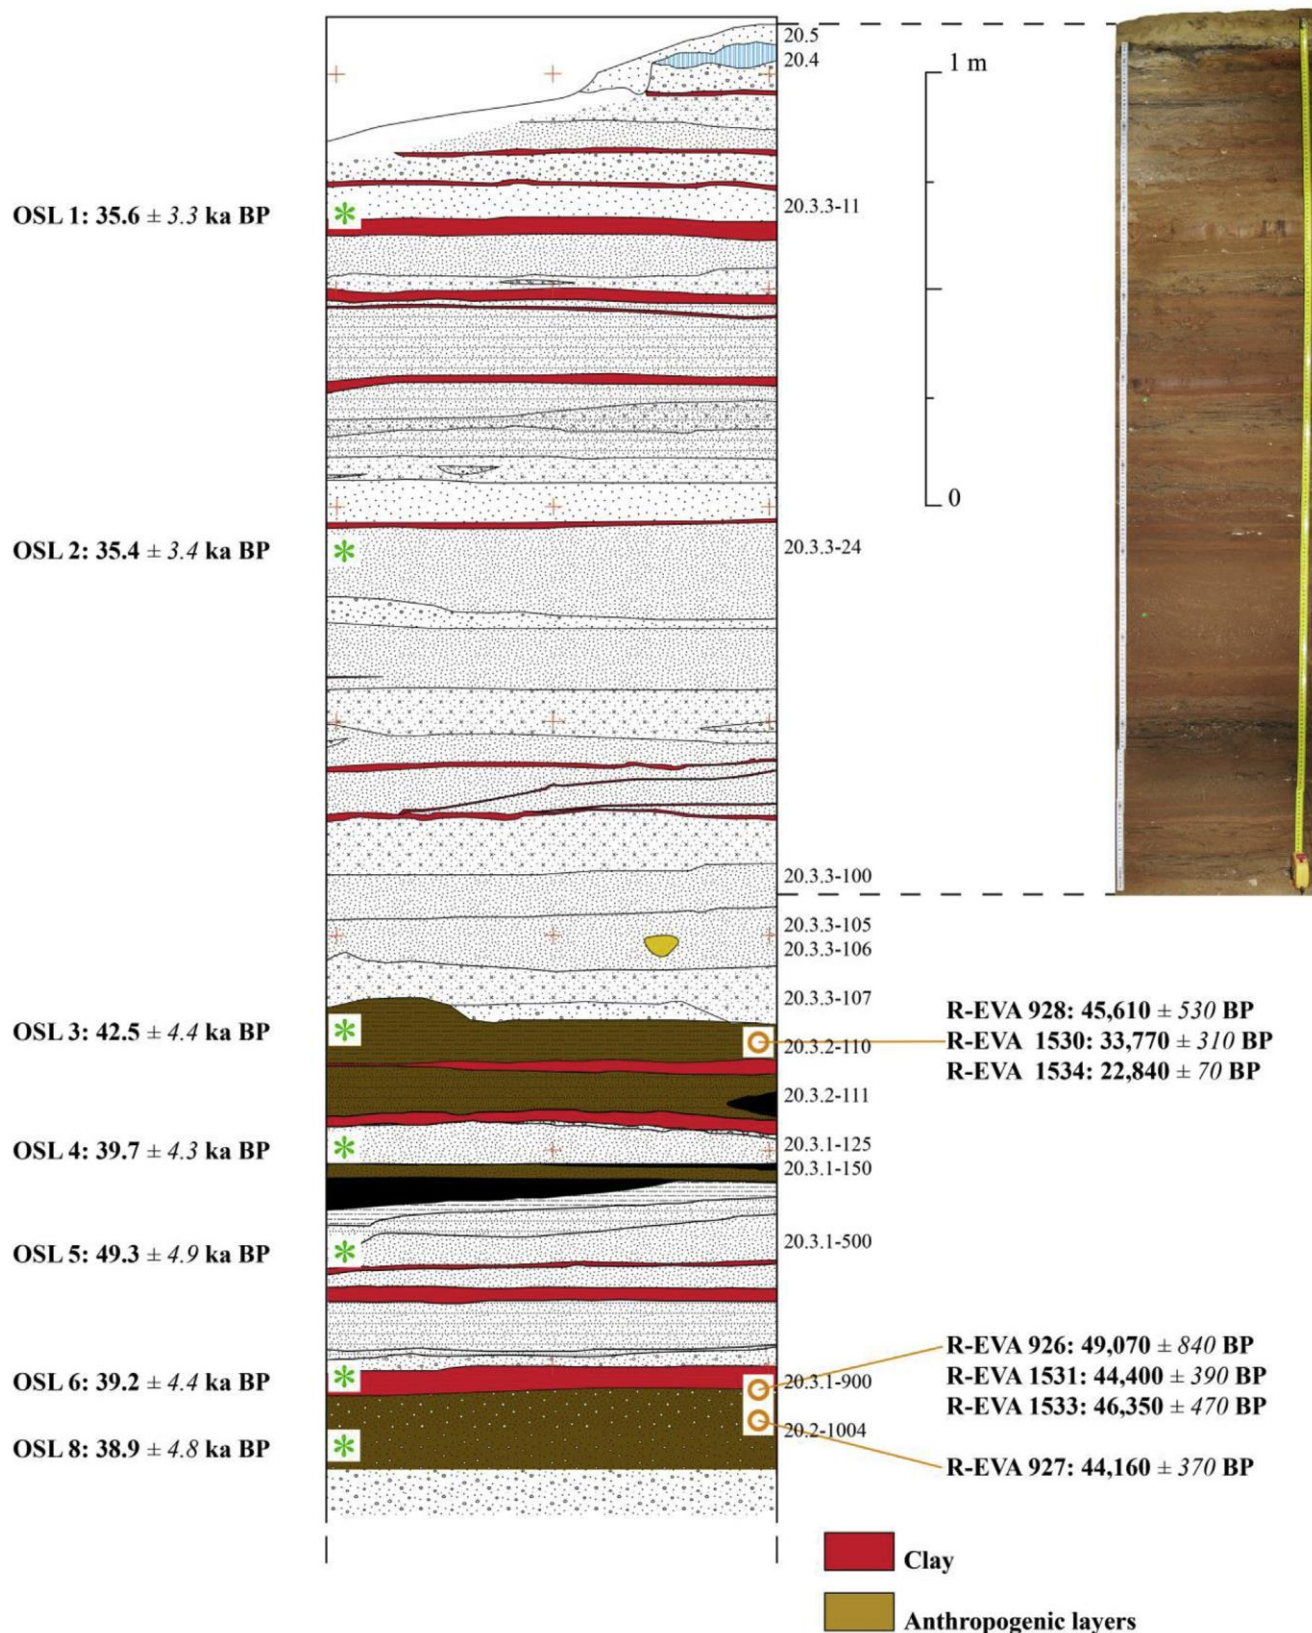 20.5
20.4
1 m
OSL 1: 35.6 ± 3.3 ka BP
20.3.3-11
0
OSL 2: 35.4 ± 3.4 ka BP
20.3.3-24
20.3.3-100
20.3.3-105
20.3.3-106
20.3.3-107
OSL 3: 42.5 ± 4.4 ka BP
R-EVA 928: 45,610 ± 530 BP
R-EVA 1530: 33,770 ± 310 BP
R-EVA 1534: 22,840 ± 70 BP
20.3.2-110
20.3.2-111
OSL 4: 39.7 ± 4.3 ka BP
20.3.1-125
20.3.1-150
OSL 5: 49.3 ± 4.9 ka BP
20.3.1-500
R-EVA 926: 49,070 ± 840 BP
R-EVA 1531: 44,400 ± 390 BP
R-EVA 1533: 46,350 ± 470 BP
OSL 6: 39.2 ± 4.4 ka BP
20.3.1-900
20.2-1004
OSL 8: 38.9 ± 4.8 ka BP
R-EVA 927: 44,160 ± 370 BP
Clay
Anthropogenic layers